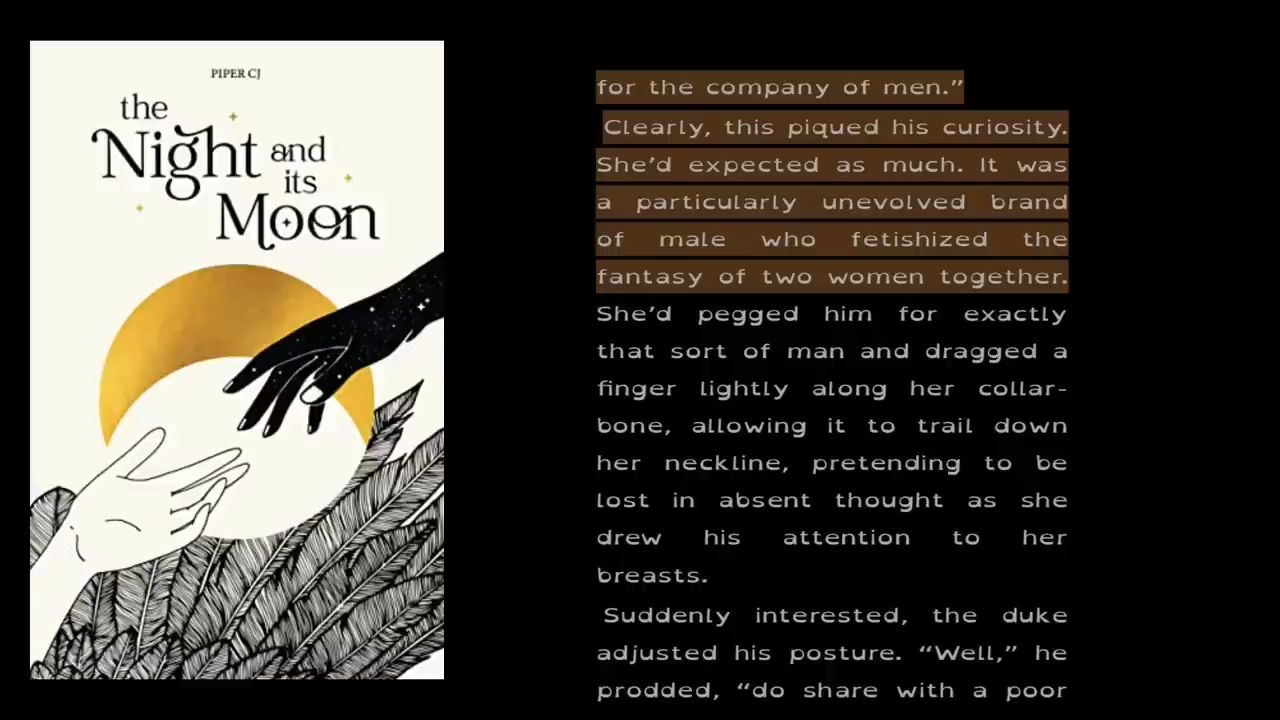 PIPER CJ
the
Night and
its
Moon
for the company of men.”
Clearly, this piqued his curiosity.
She’d expected as much. It was
a particularly unevolved brand
of male who fetishized the
fantasy of two women together.
She’d pegged him for exactly
that sort of man and dragged a
finger lightly along her collar-
bone, allowing it to trail down
her neckline, pretending to be
lost in absent thought as she
drew his attention to her
breasts.
Suddenly interested, the duke
adjusted his posture. “Well,” he
prodded, “do share with a poor